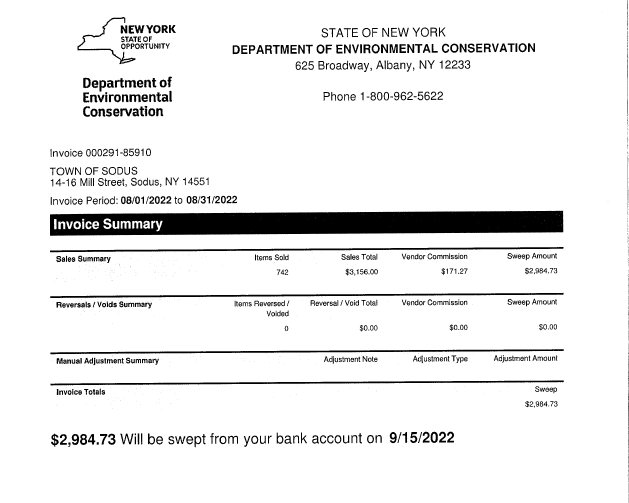 NEW YORK
STATE OF
OPPORTUNITY
Department of
Environmental
Conservation
STATE OF NEW YORK
DEPARTMENT OF ENVIRONMENTAL CONSERVATION
625 Broadway, Albany, NY 12233
Phone 1-800-962-5622
Invoice 000291-85910
TOWN OF SODUS
14-16 Mill Street, Sodus, NY 14551
Invoice Period: 08/01/2022 to 08/31/2022
Invoice Summary
Sales Summary Items Sold Sales Total Vendor Commission Sweep Amount
742 $3,156.00 $171.27 $2,984.73
Reversals / Voids Summary Items Reversed / Voided Reversal / Void Total Vendor Commission Sweep Amount
0 $0.00 $0.00 $0.00
Manual Adjustment Summary Adjustment Note Adjustment Type Adjustment Amount
Invoice Totals Sweep
$2,984.73
$2,984.73 Will be swept from your bank account on 9/15/2022